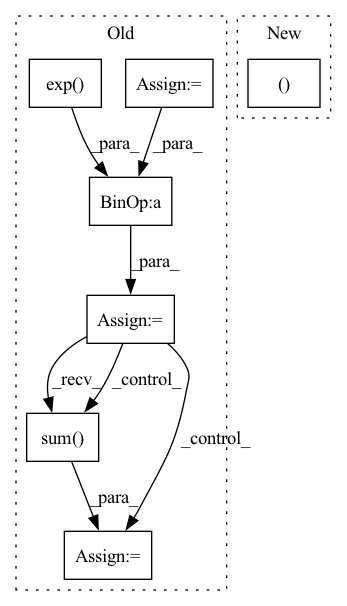 Old
New
exp()
Assign:=
()
_para_
_para_
BinOp:a
_para_
Assign:=
_recv_
_control_
_control_
sum()
_para_
Assign:=